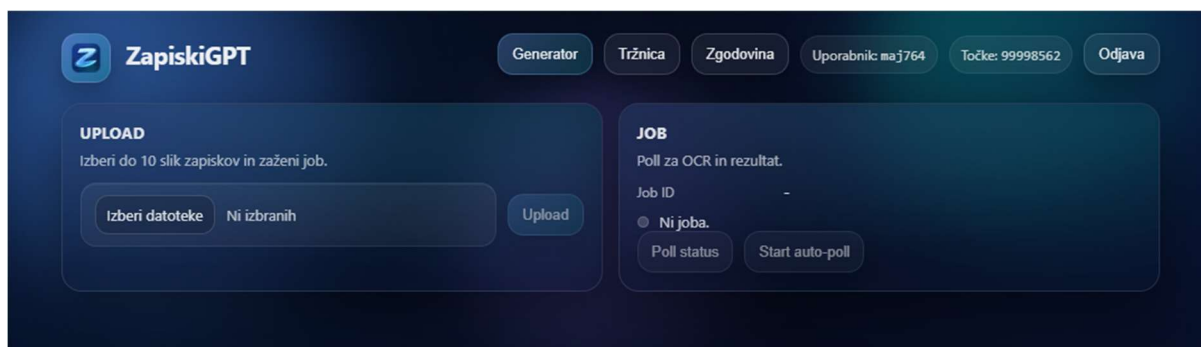 ZapiskiGPT
Generator
Tržnica
Zgodovina
Uporabnik: maj764
Točke: 99998562
Odjava
UPLOAD
Izberi do 10 slik zapiskov in zaženi job.
Izberi datoteke
Ni izbranih
Upload
JOB
Poll za OCR in rezultat.
Job ID -
Ni joba.
Poll status
Start auto-poll